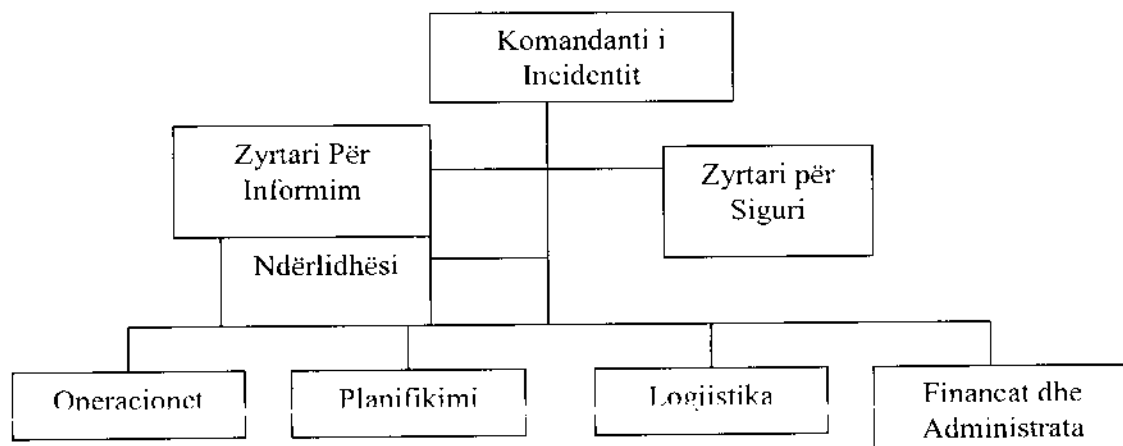 Komandanti i
Incidentit
Zyrtari Për
Informim
Zyrtari për
Siguri
Ndërlidhësi
Operacionet
Planifikimi
Logjistika
Financat dhe
Administrata